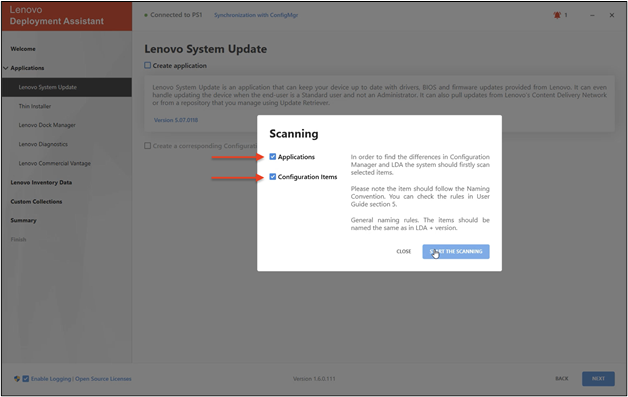 Lenovo
Deployment Assistant
Connected to PS1
Synchronization with ConfigMgr
1
Welcome
Applications
Lenovo System Update
Thin Installer
Lenovo Dock Manager
Lenovo Diagnostics
Lenovo Commercial Vantage
Lenovo Inventory Data
Custom Collections
Summary
Finish
Lenovo System Update
Create application
Lenovo System Update is an application that can keep your device up to date with drivers, BIOS and firmware updates provided from Lenovo. It can even
handle updating the device when the end-user is a Standard user and not an Administrator. It can also pull updates from Lenovo's Content Delivery Network
or from a repository that you manage using Update Retriever.
Version 5.07.0118
Create a corresponding Configurat
Scanning
Applications
Configuration Items
In order to find the differences in Configuration
Manager and LDA the system should firstly scan
selected items.
Please note the item should follow the Naming
Convention. You can check the rules in User
Guide section 5.
General naming rules. The items should be
named the same as in LDA + version.
CLOSE
START THE SCANNING
Enable Logging / Open Source Licenses
Version 1.6.0.111
BACK
NEXT